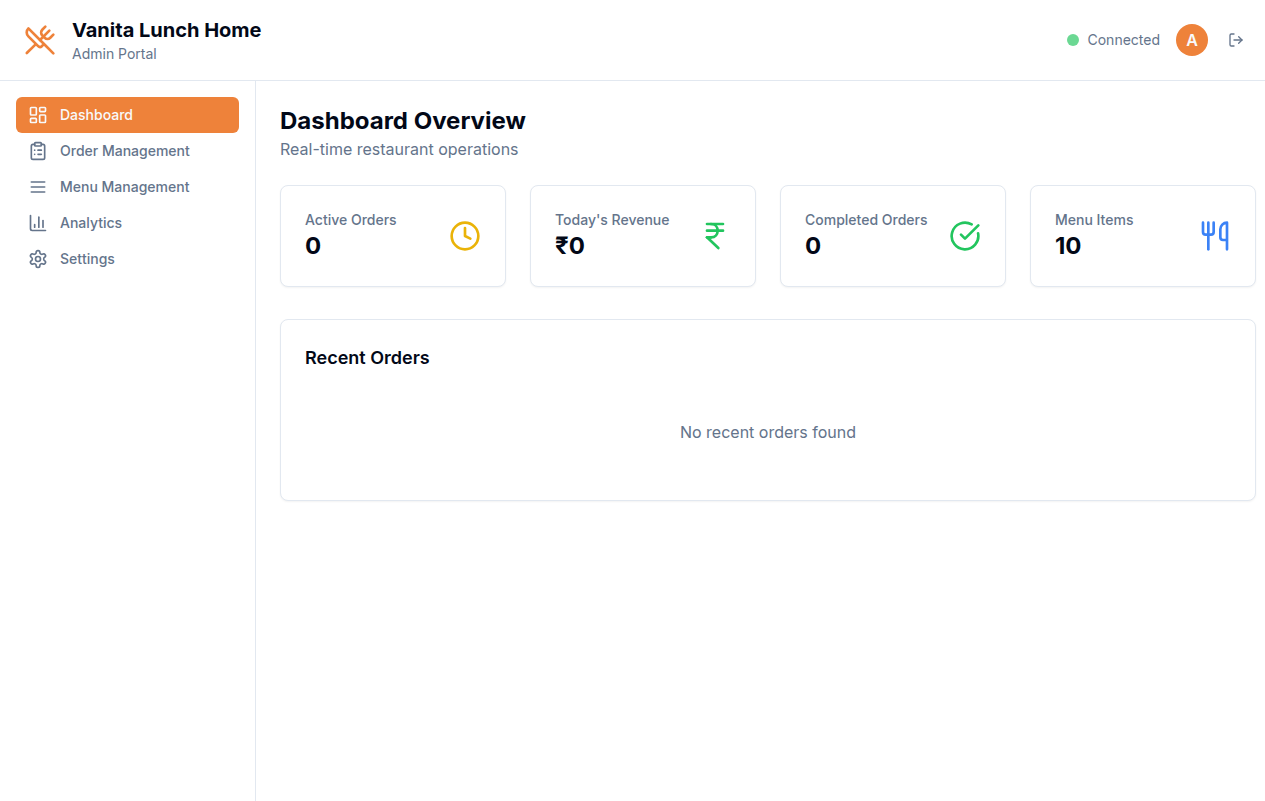 Vanita Lunch Home
Admin Portal
Connected
A
Dashboard
Order Management
Menu Management
Analytics
Settings
Dashboard Overview
Real-time restaurant operations
Active Orders
0
Today's Revenue
₹0
Completed Orders
0
Menu Items
10
Recent Orders
No recent orders found